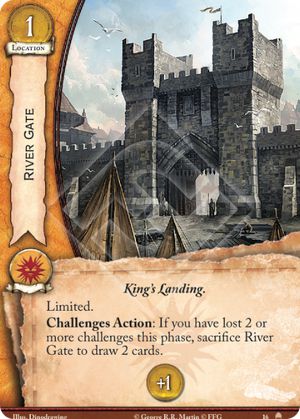 1
LOCATION
RIVER GATE
King's Landing.
Limited.
Challenges Action: If you have lost 2 or
more challenges this phase, sacrifice River
Gate to draw 2 cards.
+1
Illus. Dinodrawing
© George R.R. Martin © FFG
16